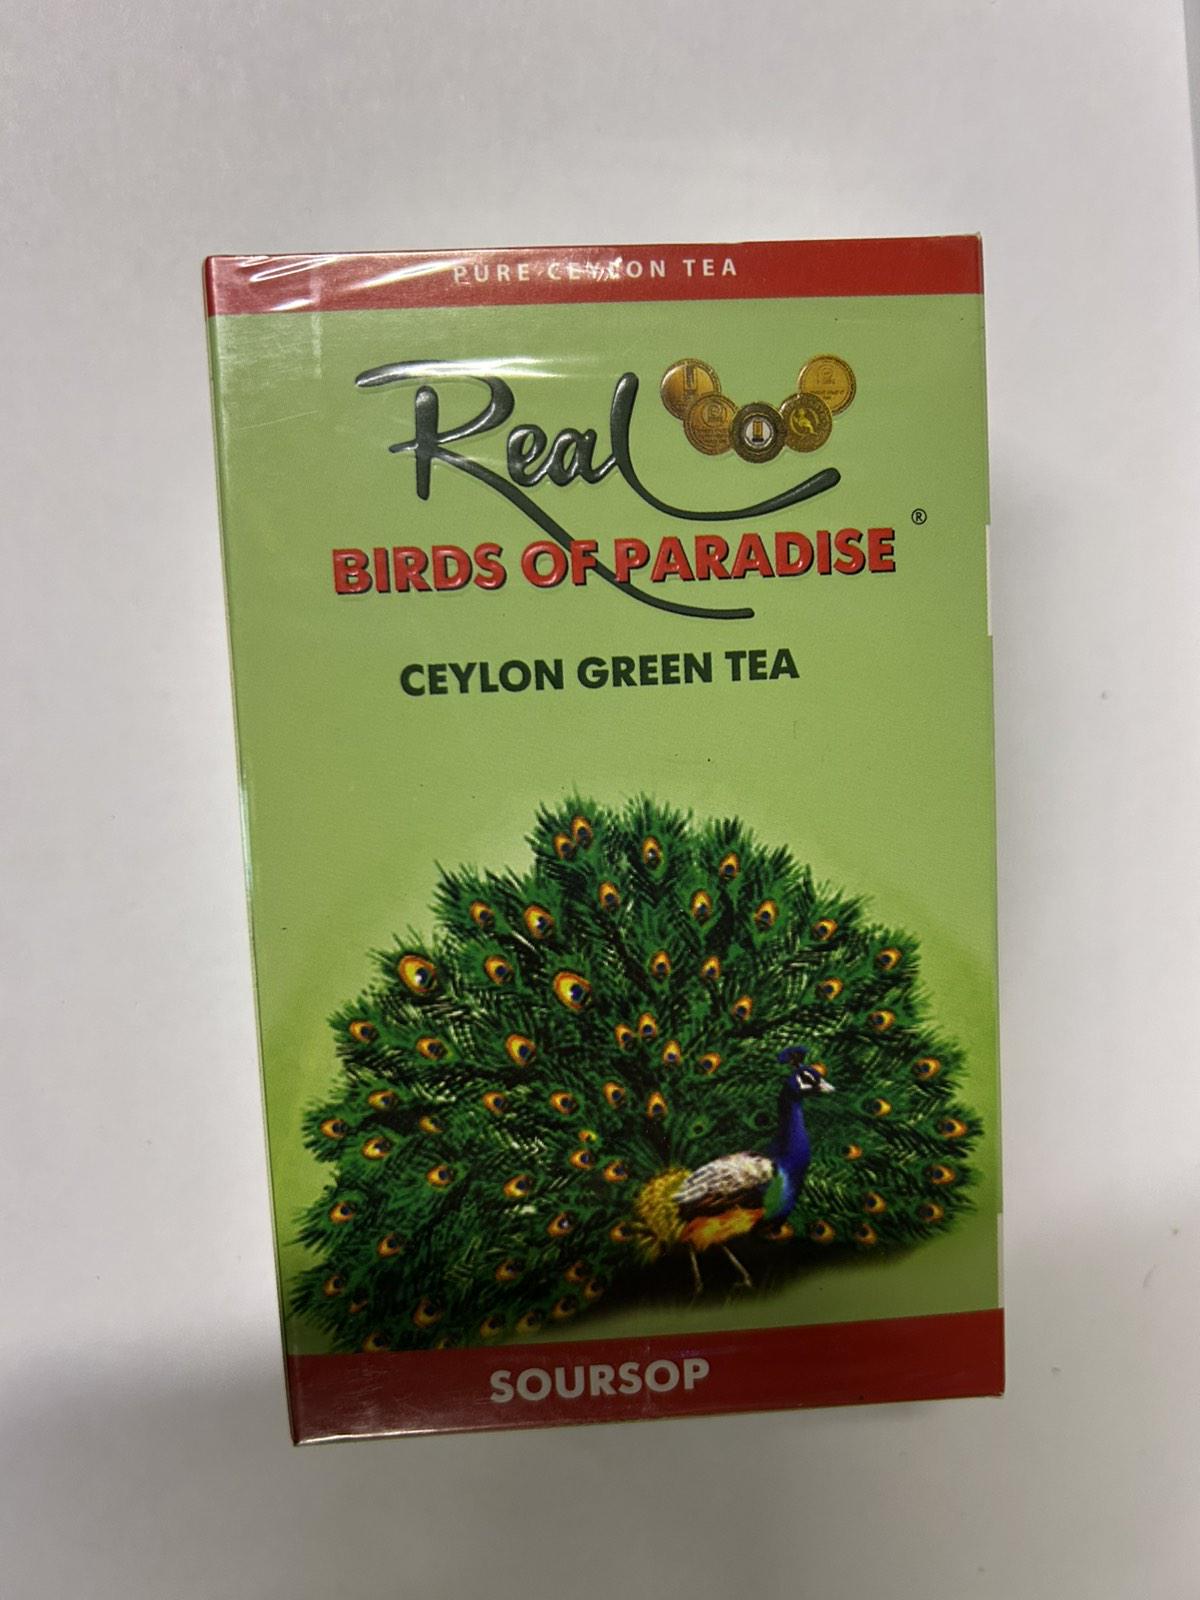 PURE CEYLON TEA
Real
®
BIRDS OF PARADISE
CEYLON GREEN TEA
SOURSOP